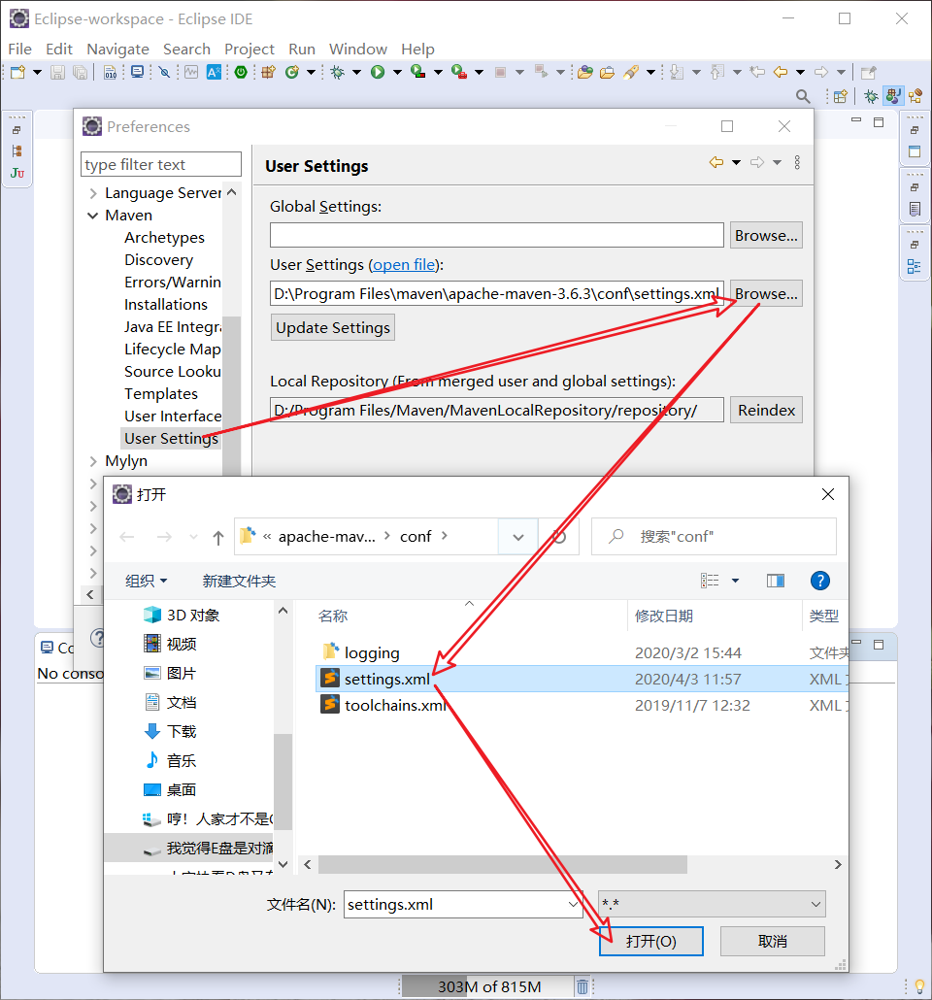 Eclipse-workspace - Eclipse IDE
File Edit Navigate Search Project Run Window Help
Preferences
type filter text
User Settings
Language Server
Maven
Archetypes
Discovery
Errors/Warnin
Installations
Java EE Integra
Lifecycle Map
Source Looku
Templates
User Interface
User Settings
Mylyn
Global Settings:
Browse...
User Settings (open file):
D:\Program Files\maven\apache-maven-3.6.3\conf\settings.xml
Browse...
Update Settings
Local Repository (From merged user and global settings):
D:/Program Files/Maven/MavenLocalRepository/repository/
Reindex
打开
« apache-mav... > conf >
搜索"conf"
组织 新建文件夹
名称 修改日期 类型
3D 对象
视频
图片
文档
下载
音乐
桌面
哼！人家才不是C
我觉得E盘是对滴
logging 2020/3/2 15:44 文件夹
settings.xml 2020/4/3 11:57 XML
toolchains.xml 2019/11/7 12:32 XML
文件名(N): settings.xml *.*
打开(O) 取消
Co
No conso
303M of 815M